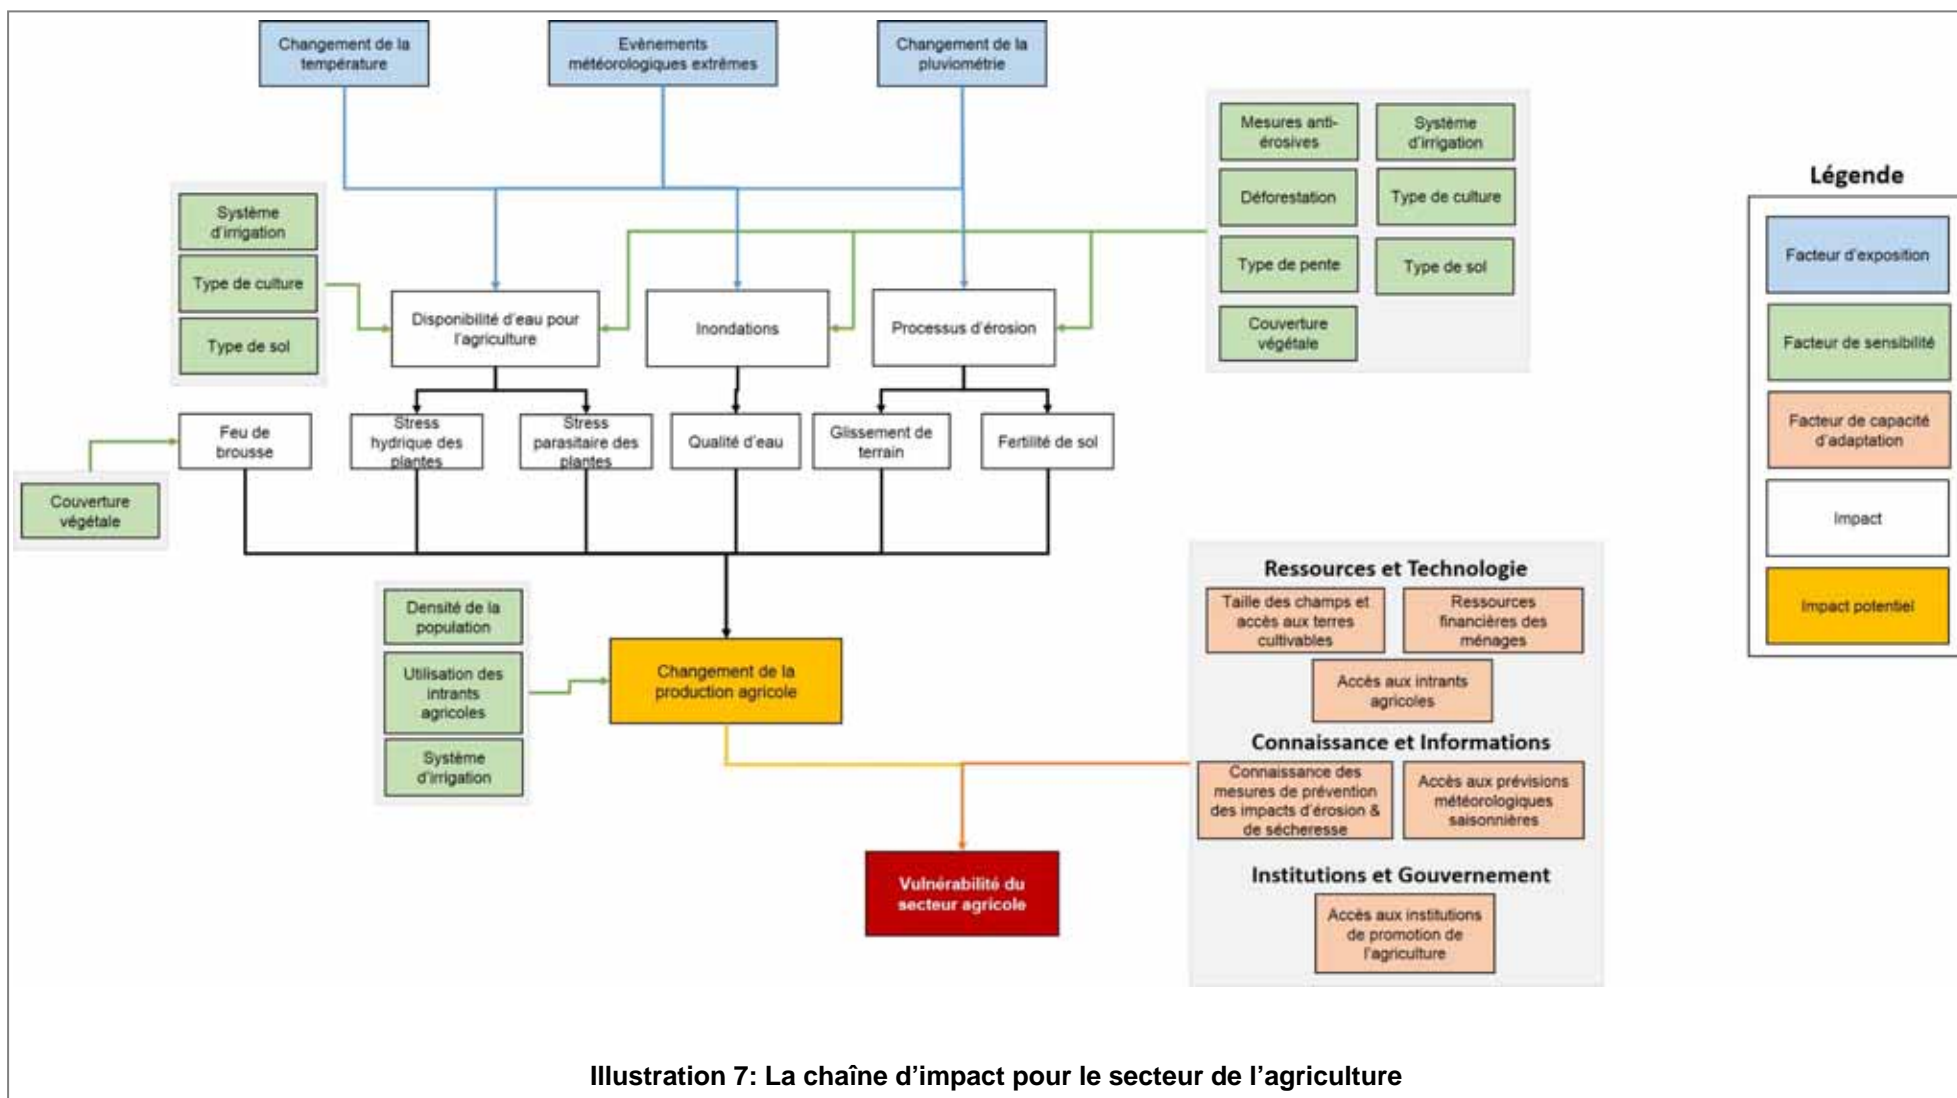 Changement de la
température
Evènements
météorologiques extrêmes
Changement de la
pluviométrie
Mesures anti-
érosives
Système
d'irrigation
Déforestation
Type de culture
Type de pente
Type de sol
Couverture
végétale
Légende
Facteur d'exposition
Facteur de sensibilité
Facteur de capacité
d'adaptation
Impact
Impact potentiel
Système
d'irrigation
Type de culture
Type de sol
Disponibilité d'eau pour
l'agriculture
Inondations
Processus d'érosion
Feu de
brousse
Stress
hydrique des
plantes
Stress
parasitaire des
plantes
Qualité d'eau
Glissement de
terrain
Fertilité de sol
Couverture
végétale
Densité de la
population
Utilisation des
intrants
agricoles
Système
d'irrigation
Changement de la
production agricole
Vulnérabilité du
secteur agricole
Ressources et Technologie
Taille des champs et
accès aux terres
cultivables
Ressources
financières des
ménages
Accès aux intrants
agricoles
Connaissance et Informations
Connaissance des
mesures de prévention
des impacts d'érosion &
de sécheresse
Accès aux prévisions
météorologiques
saisonnières
Institutions et Gouvernement
Accès aux institutions
de promotion de
l'agriculture
Illustration 7: La chaîne d'impact pour le secteur de l'agriculture